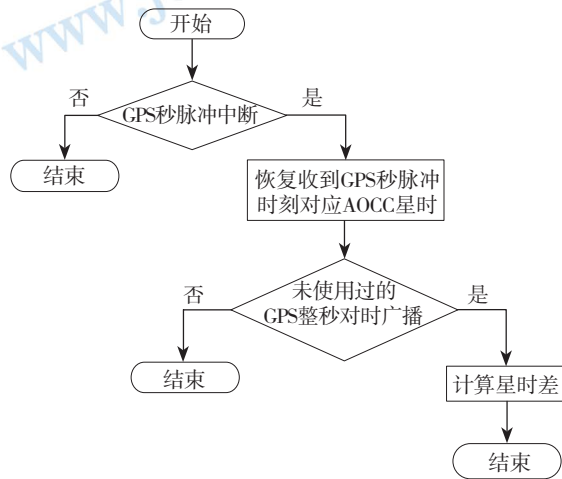 开始
GPS秒脉冲中断
否
是
结束
恢复收到GPS秒脉冲
时刻对应AOCC星时
未使用过的
GPS整秒对时广播
否
是
结束
计算星时差
结束